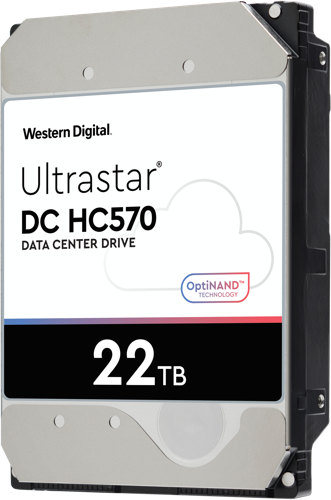 Western Digital.
Ultrastar®
DC HC570
DATA CENTER DRIVE
OptiNAND™
TECHNOLOGY
22TB